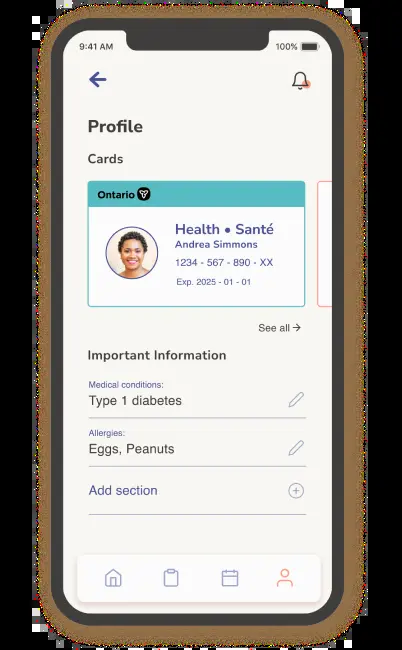 9:41 AM 100%
Profile
Cards
Ontario
Health • Santé
Andrea Simmons
1234 - 567 - 890 - XX
Exp. 2025 - 01 - 01
See all →
Important Information
Medical conditions:
Type 1 diabetes
Allergies:
Eggs, Peanuts
Add section